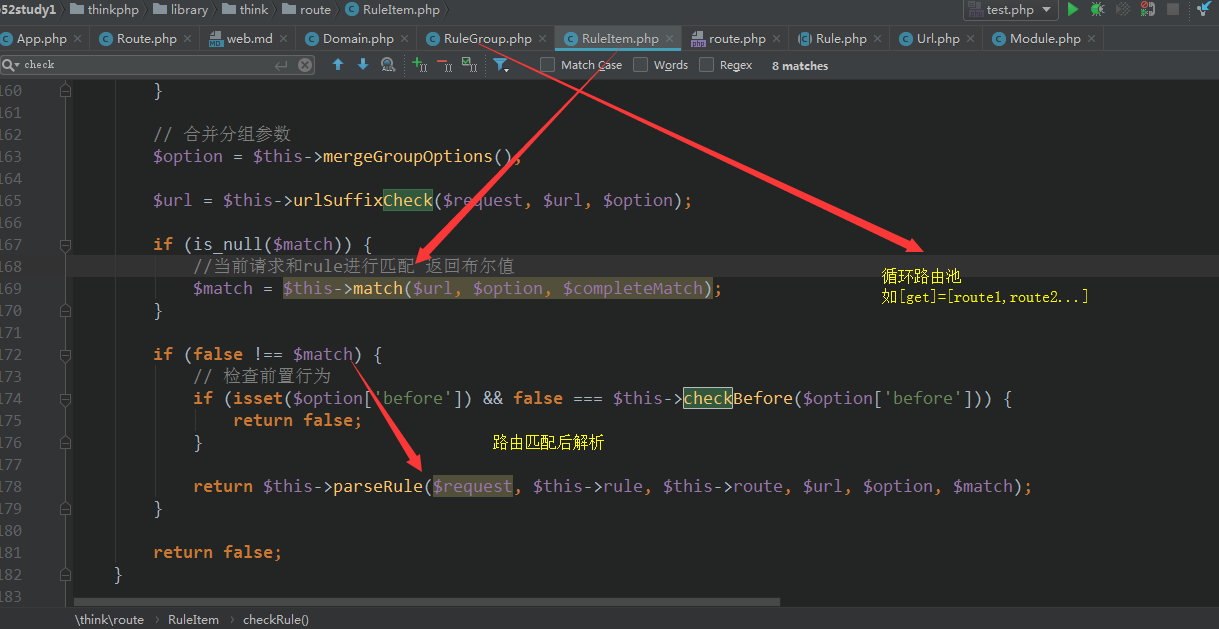 52study1 thinkphp library think route RuleItem.php test.php
App.php Route.php web.md Domain.php RuleGroup.php RuleItem.php route.php Rule.php Url.php Module.php
check Match Case Words Regex 8 matches
160 }
161
162 // 合并分组参数
163 $option = $this->mergeGroupOptions();
164
165 $url = $this->urlSuffixCheck($request, $url, $option);
166
167 if (is_null($match)) {
168 //当前请求和rule进行匹配 返回布尔值
169 $match = $this->match($url, $option, $completeMatch);
循环路由池
如[get]=[route1,route2...]
170 }
171
172 if (false !== $match) {
173 // 检查前置行为
174 if (isset($option['before']) && false === $this->checkBefore($option['before'])) {
175 return false;
176 }
路由匹配后解析
177
178 return $this->parseRule($request, $this->rule, $this->route, $url, $option, $match);
179 }
180
181 return false;
182 }
183
\think\route RuleItem checkRule()